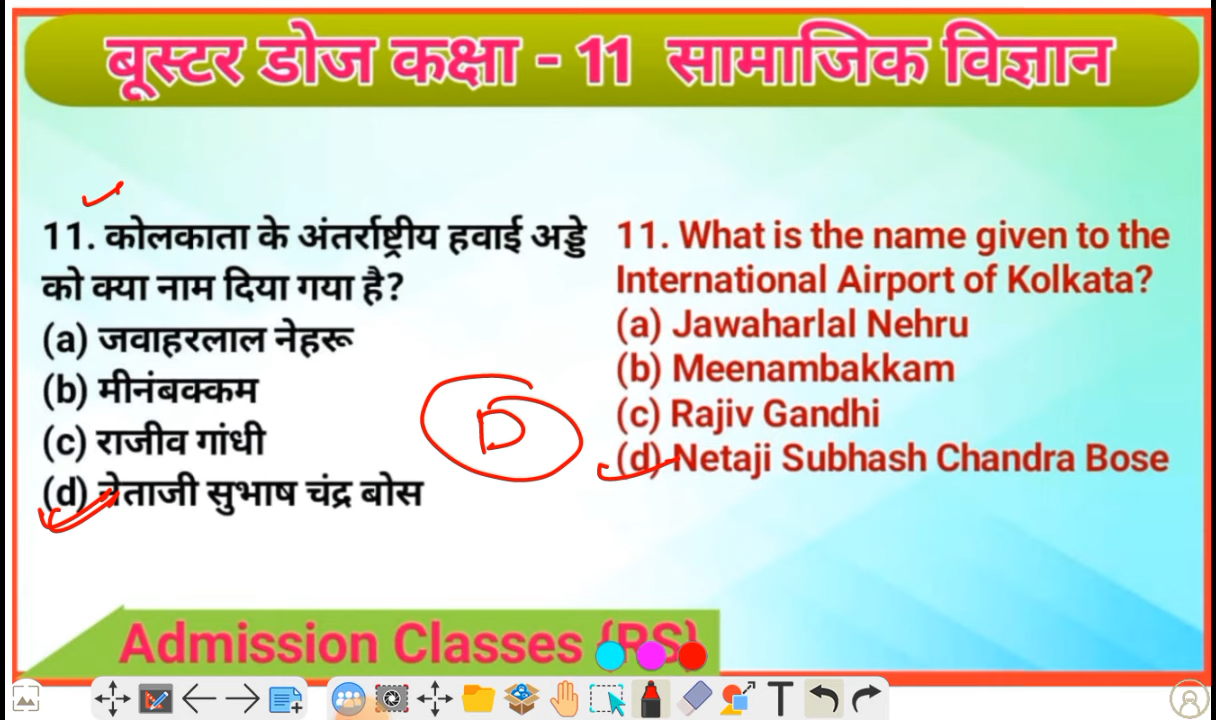 बूस्टर डोज कक्षा - 11 सामाजिक विज्ञान
11. कोलकाता के अंतर्राष्ट्रीय हवाई अड्डे
को क्या नाम दिया गया है?
(a) जवाहरलाल नेहरू
(b) मीनंबक्कम
(c) राजीव गांधी
(d) नेताजी सुभाष चंद्र बोस
D
11. What is the name given to the
International Airport of Kolkata?
(a) Jawaharlal Nehru
(b) Meenambakkam
(c) Rajiv Gandhi
(d) Netaji Subhash Chandra Bose
Admission Classes (RS)